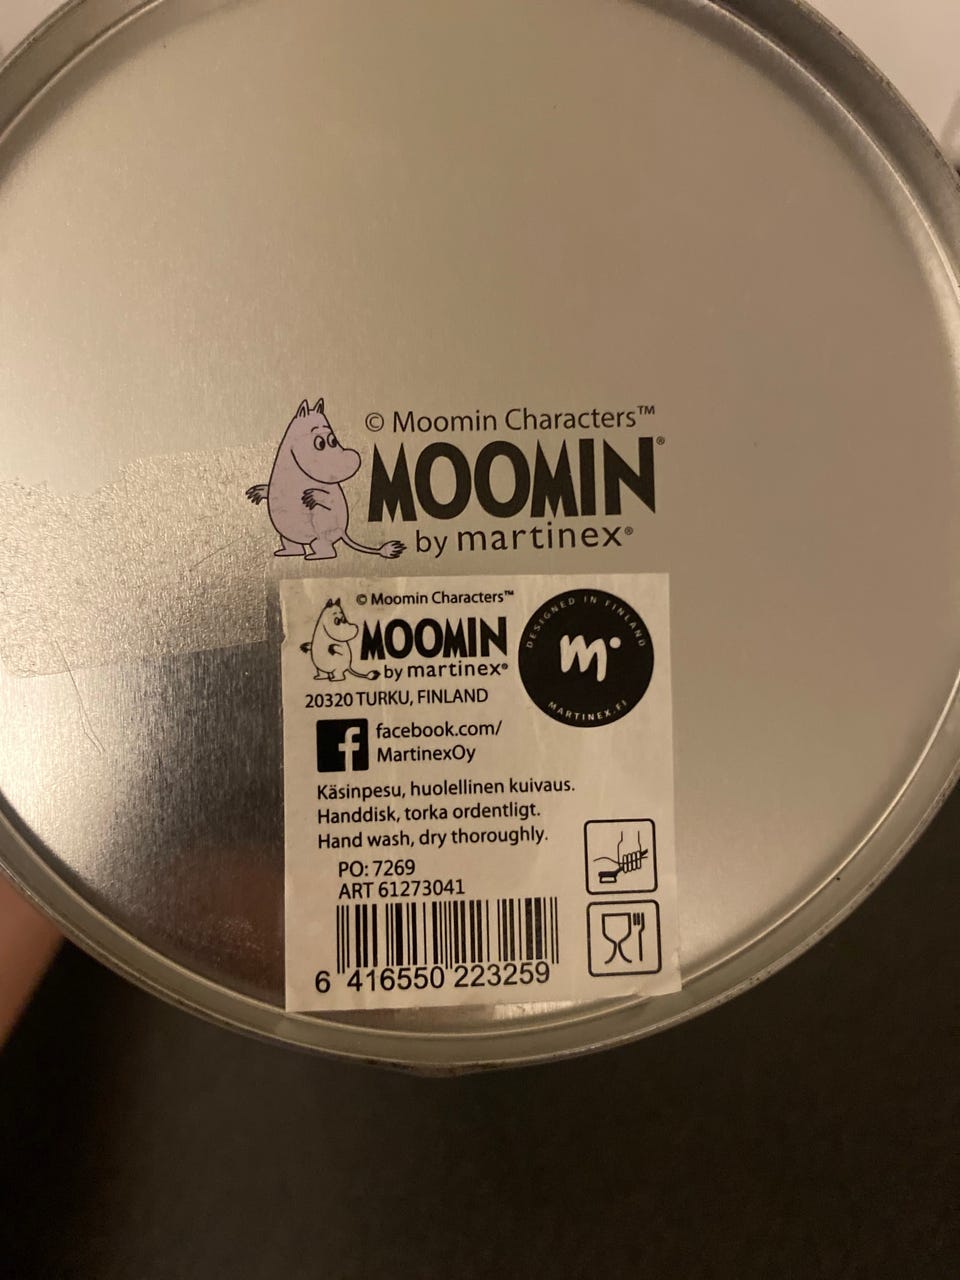 © Moomin Characters™
MOOMIN®
by martinex®
© Moomin Characters™
MOOMIN
by martinex®
DESIGNED IN FINLAND
m.
MARTINEX.FI
20320 TURKU, FINLAND
f
facebook.com/
MartinexOy
Käsinpesu, huolellinen kuivaus.
Handdisk, torka ordentligt.
Hand wash, dry thoroughly.
PO: 7269
ART 61273041
6 416550 223259